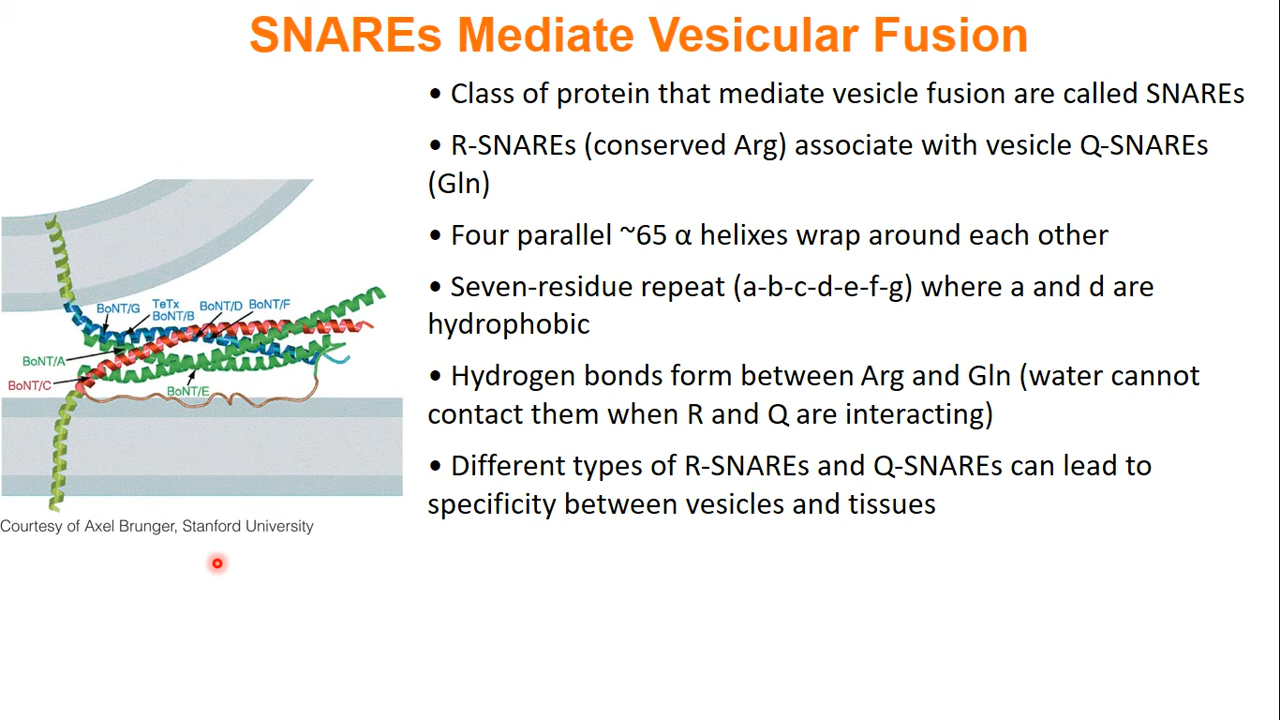 SNAREs Mediate Vesicular Fusion
• Class of protein that mediate vesicle fusion are called SNAREs
• R-SNAREs (conserved Arg) associate with vesicle Q-SNAREs
(Gln)
• Four parallel ~65 α helixes wrap around each other
• Seven-residue repeat (a-b-c-d-e-f-g) where a and d are
hydrophobic
• Hydrogen bonds form between Arg and Gln (water cannot
contact them when R and Q are interacting)
• Different types of R-SNAREs and Q-SNAREs can lead to
specificity between vesicles and tissues
BoNT/G
TeTx
BoNT/B
BoNT/D
BoNT/F
BoNT/A
BoNT/C
BoNT/E
Courtesy of Axel Brunger, Stanford University